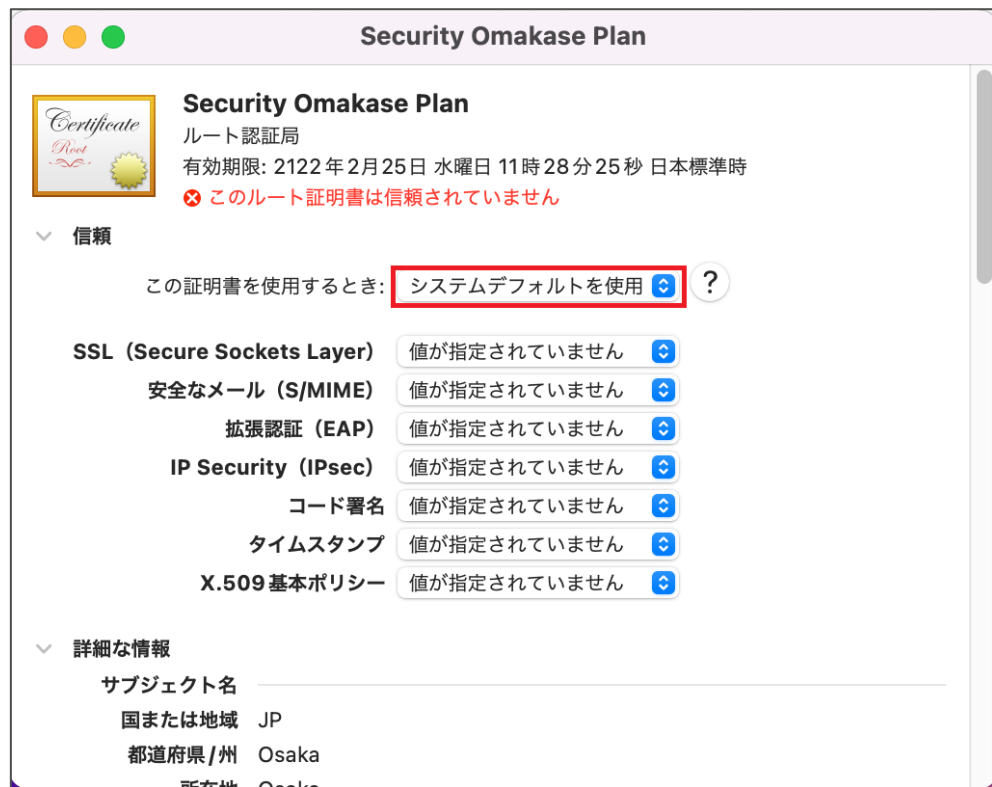 Security Omakase Plan
Certificate
Root
Security Omakase Plan
ルート認証局
有効期限: 2122年2月25日 水曜日 11時28分25秒 日本標準時
このルート証明書は信頼されていません
信頼
この証明書を使用するとき: システムデフォルトを使用 ?
SSL（Secure Sockets Layer） 値が指定されていません
安全なメール（S/MIME） 値が指定されていません
拡張認証（EAP） 値が指定されていません
IP Security（IPsec） 値が指定されていません
コード署名 値が指定されていません
タイムスタンプ 値が指定されていません
X.509基本ポリシー 値が指定されていません
詳細な情報
サブジェクト名
国または地域 JP
都道府県/州 Osaka
所在地 Osaka